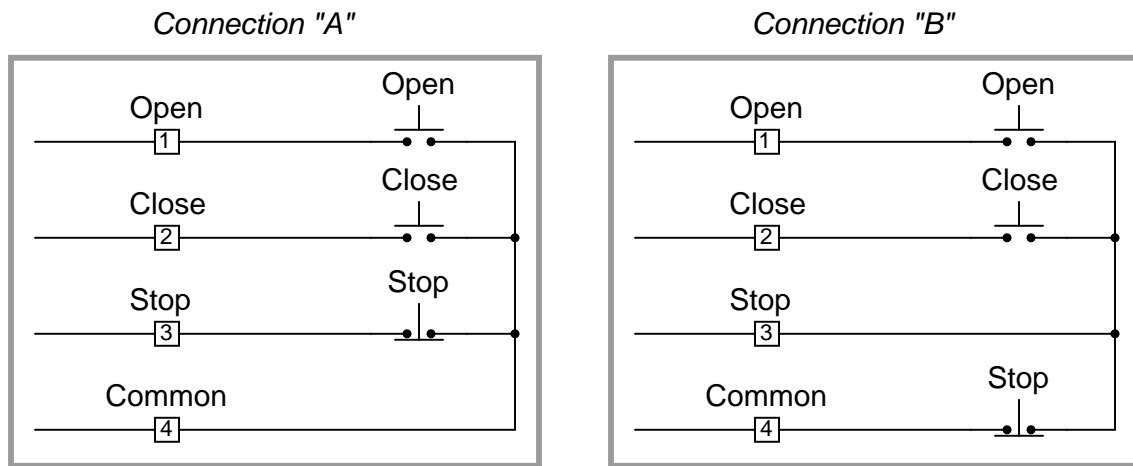 Connection "A"
Open
Open
1
Close
Close
2
Stop
Stop
3
Common
4
Connection "B"
Open
Open
1
Close
Close
2
Stop
3
Stop
Common
4